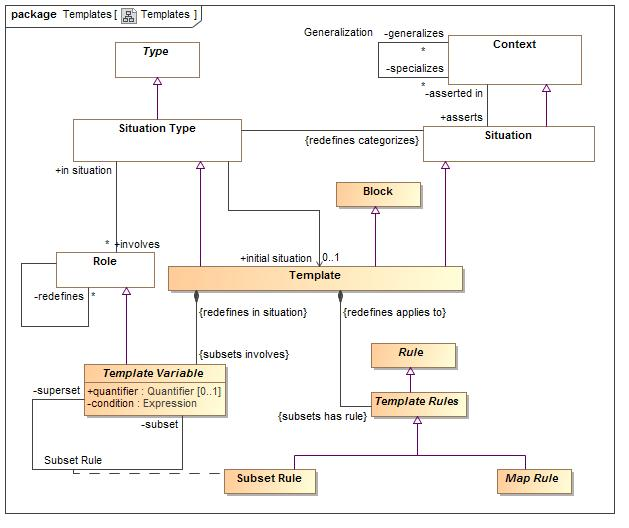 package Templates [ Templates ]
Generalization
-generalizes
*
-specializes
*
Context
Type
-asserted in
+asserts
Situation Type
{redefines categorizes}
Situation
+in situation
Block
* +involves
+initial situation
0..1
Role
Template
-redefines *
{redefines in situation}
{redefines applies to}
{subsets involves}
Rule
Template Variable
+quantifier : Quantifier [0..1]
-condition : Expression
-superset
-subset
Template Rules
{subsets has rule}
Subset Rule
Subset Rule
Map Rule